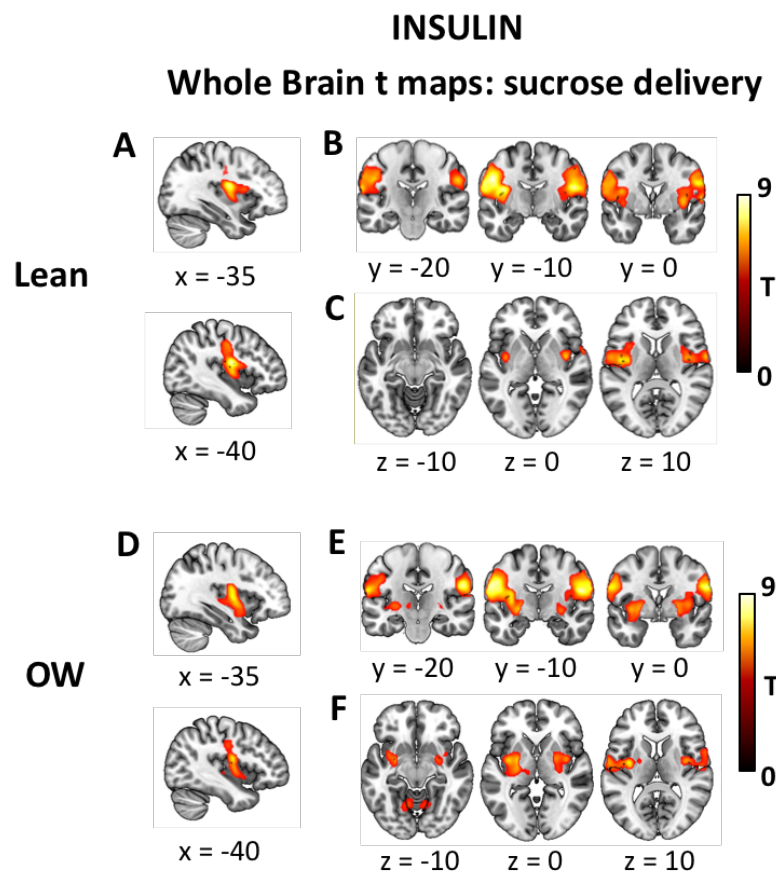 INSULIN
Whole Brain t maps: sucrose delivery
A
B
x = -35
y = -20 y = -10 y = 0
Lean
C
x = -40
z = -10 z = 0 z = 10
9
T
0
D
E
x = -35
y = -20 y = -10 y = 0
OW
F
x = -40
z = -10 z = 0 z = 10
9
T
0